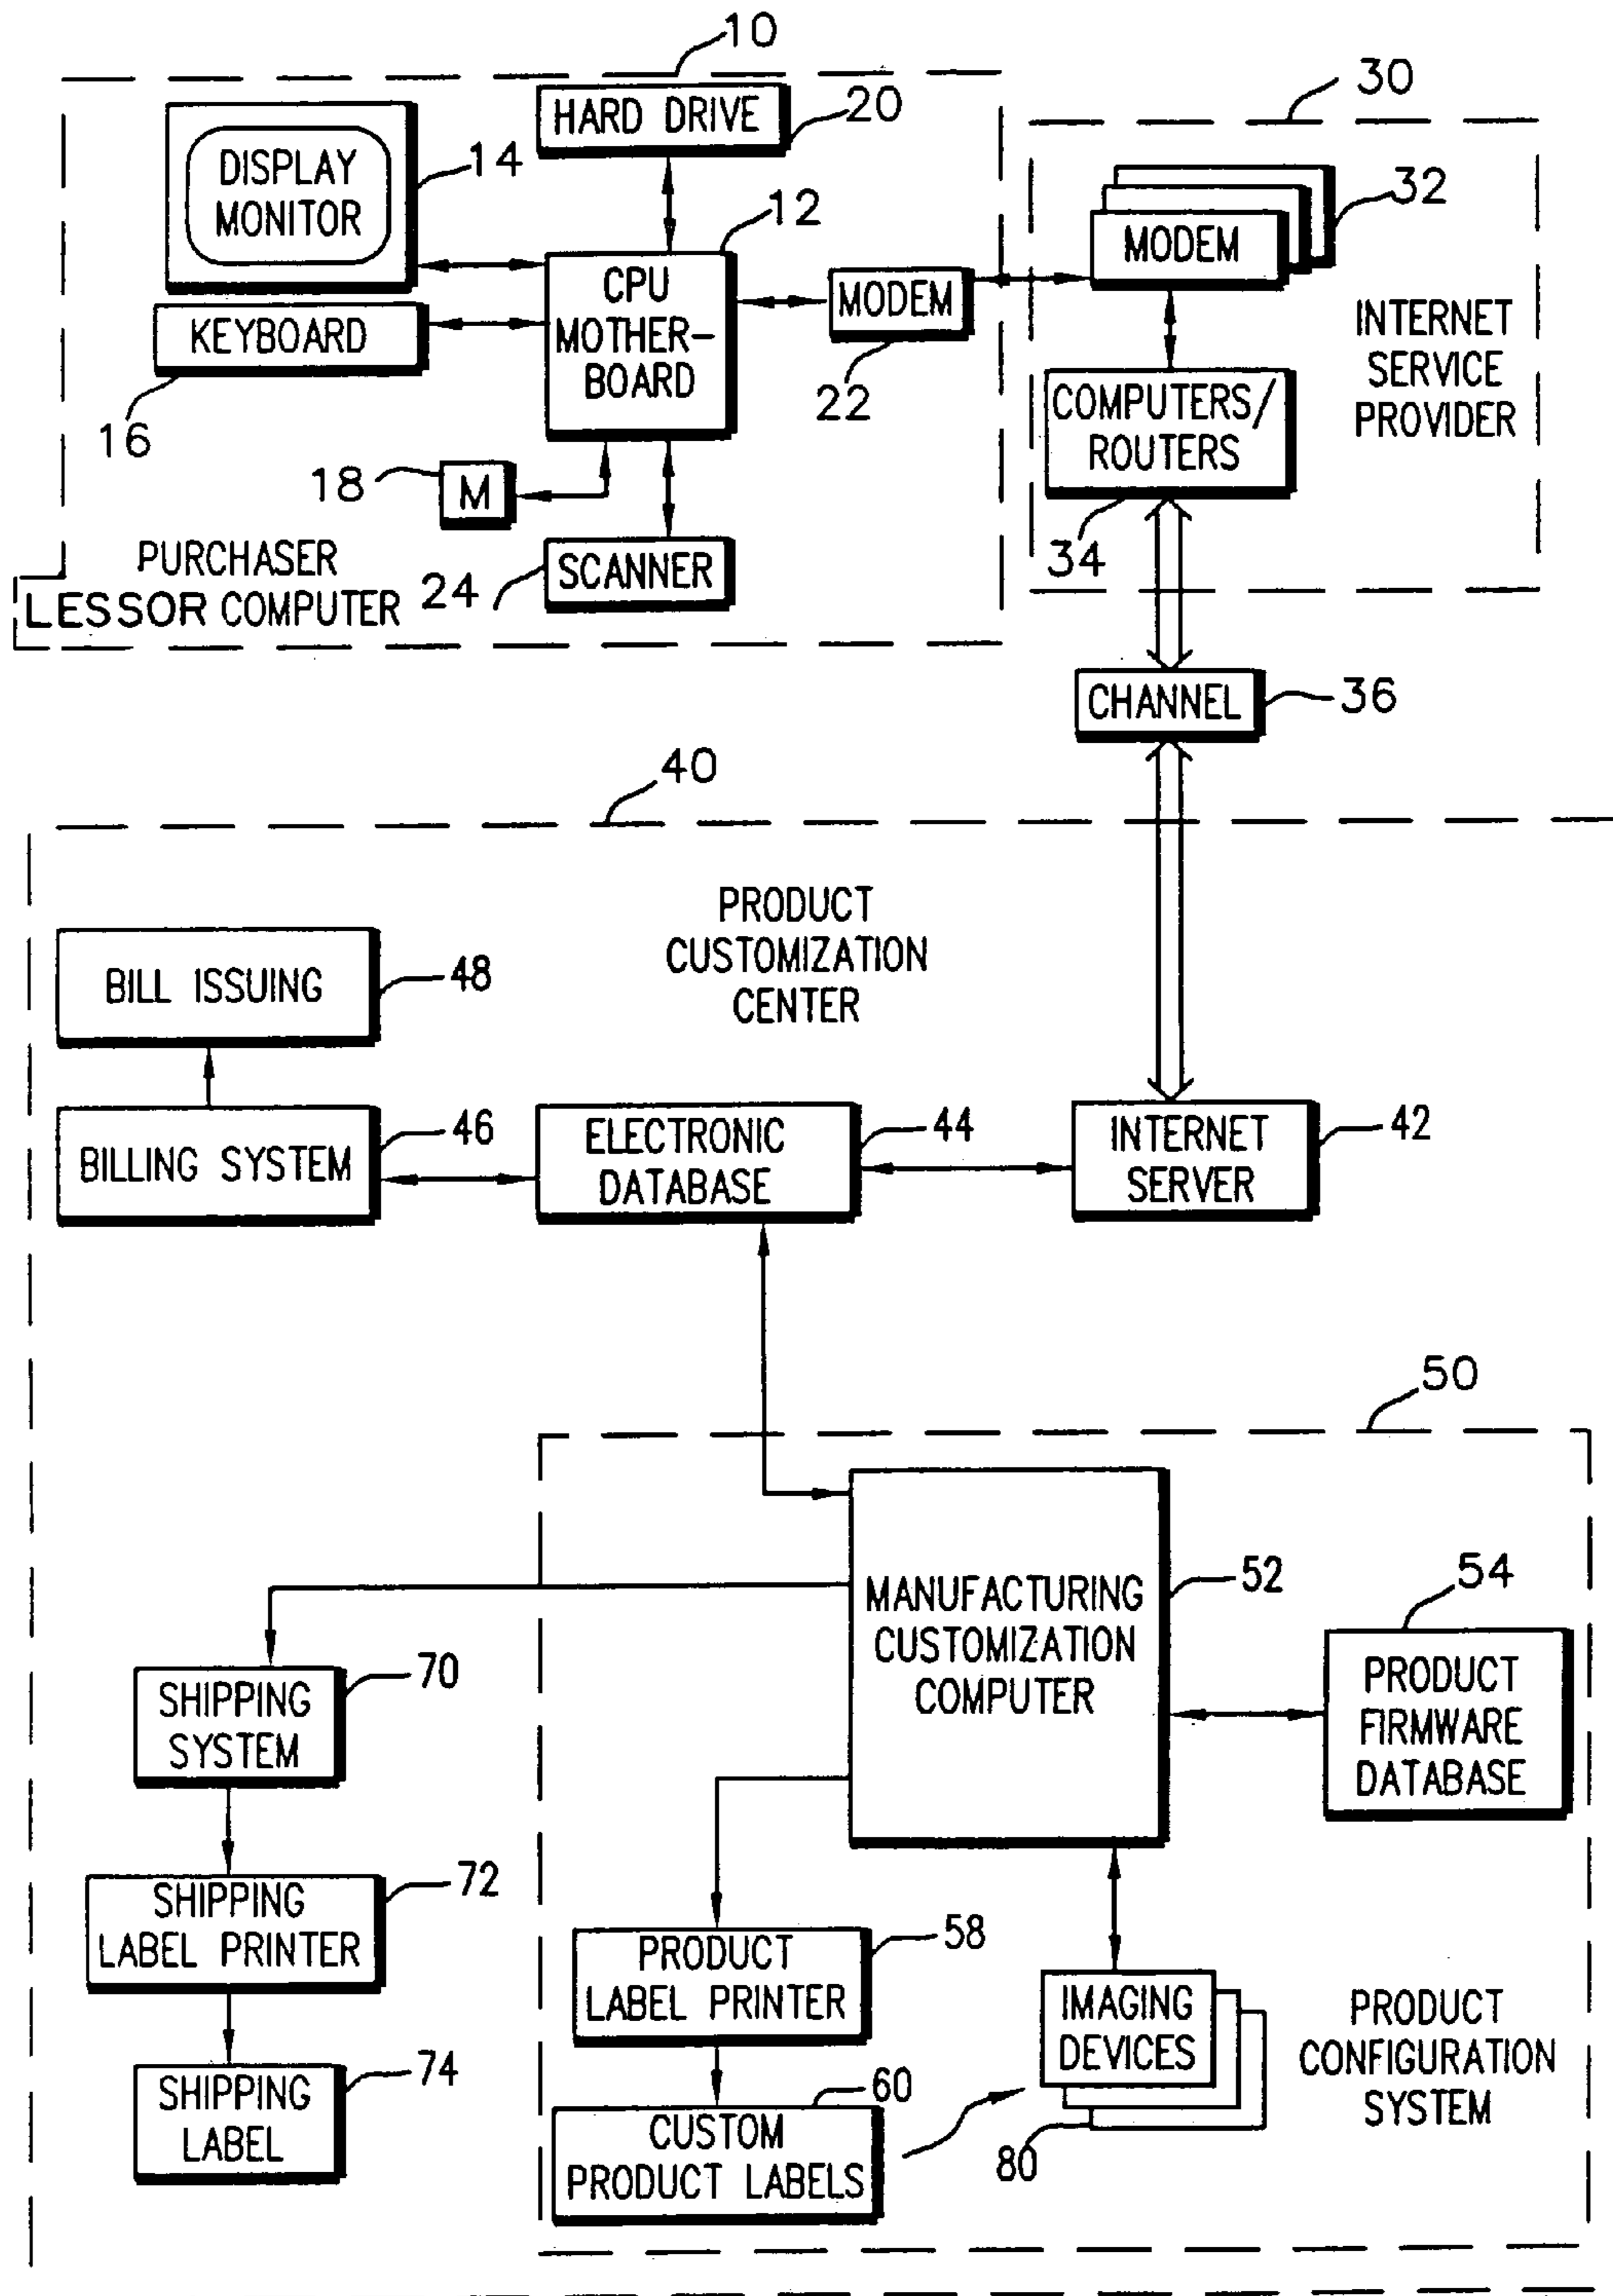 10
HARD DRIVE
20
DISPLAY
MONITOR
14
12
CPU
MOTHER-
BOARD
KEYBOARD
16
MODEM
22
18
M
24
SCANNER
PURCHASER
LESSOR COMPUTER
30
32
MODEM
INTERNET
SERVICE
PROVIDER
COMPUTERS/
ROUTERS
34
CHANNEL
36
40
PRODUCT
CUSTOMIZATION
CENTER
BILL ISSUING
48
BILLING SYSTEM
46
ELECTRONIC
DATABASE
44
INTERNET
SERVER
42
50
MANUFACTURING
CUSTOMIZATION
COMPUTER
52
54
PRODUCT
FIRMWARE
DATABASE
SHIPPING
SYSTEM
70
SHIPPING
LABEL PRINTER
72
SHIPPING
LABEL
74
PRODUCT
LABEL PRINTER
58
CUSTOM
PRODUCT LABELS
60
IMAGING
DEVICES
80
PRODUCT
CONFIGURATION
SYSTEM